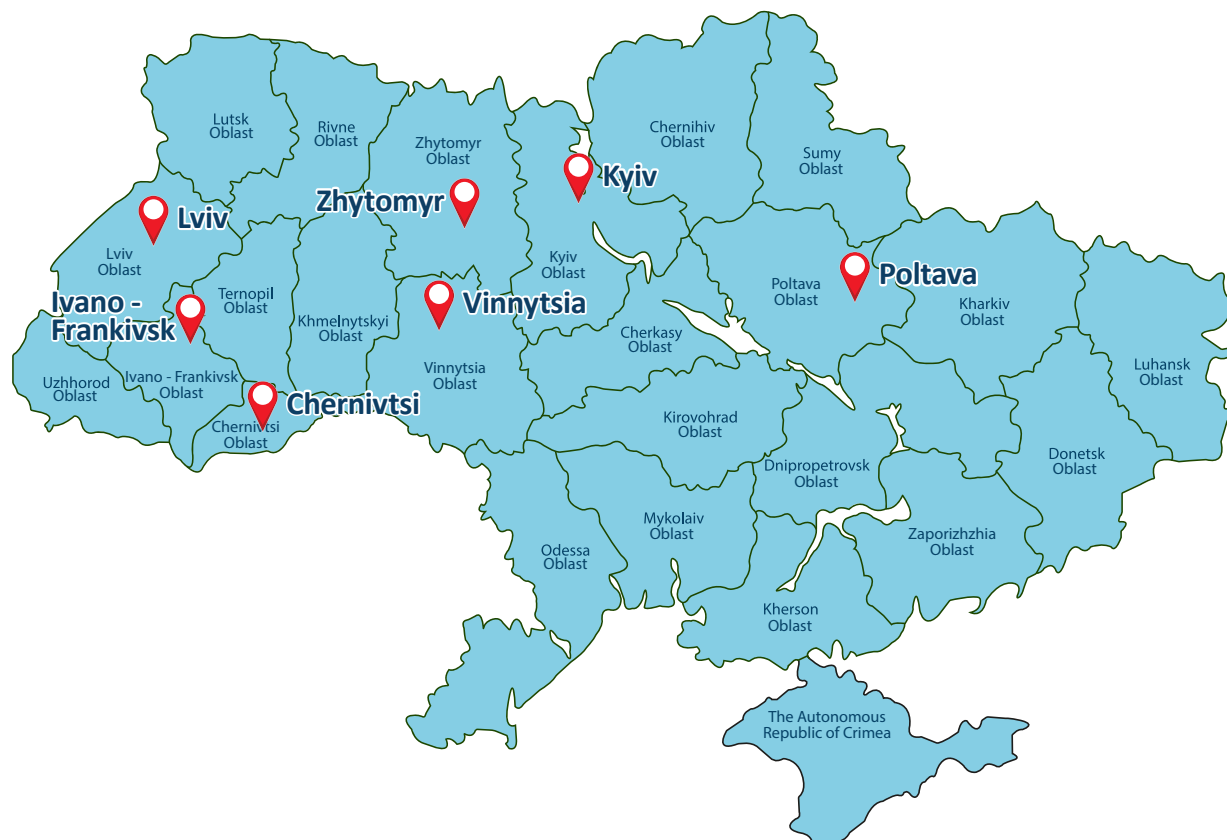 Lutsk
Oblast
Rivne
Oblast
Zhytomyr
Oblast
Chernihiv
Oblast
Sumy
Oblast
Kyiv
Zhytomyr
Lviv
Lviv
Oblast
Kyiv
Oblast
Poltava
Poltava
Oblast
Kharkiv
Oblast
Ivano -
Frankivsk
Ternopil
Oblast
Khmelnytskyi
Oblast
Vinnytsia
Cherkasy
Oblast
Luhansk
Oblast
Uzhhorod
Oblast
Ivano - Frankivsk
Oblast
Vinnytsia
Oblast
Chernivtsi
Chernivtsi
Oblast
Kirovohrad
Oblast
Dnipropetrovsk
Oblast
Donetsk
Oblast
Mykolaiv
Oblast
Zaporizhzhia
Oblast
Odessa
Oblast
Kherson
Oblast
The Autonomous
Republic of Crimea